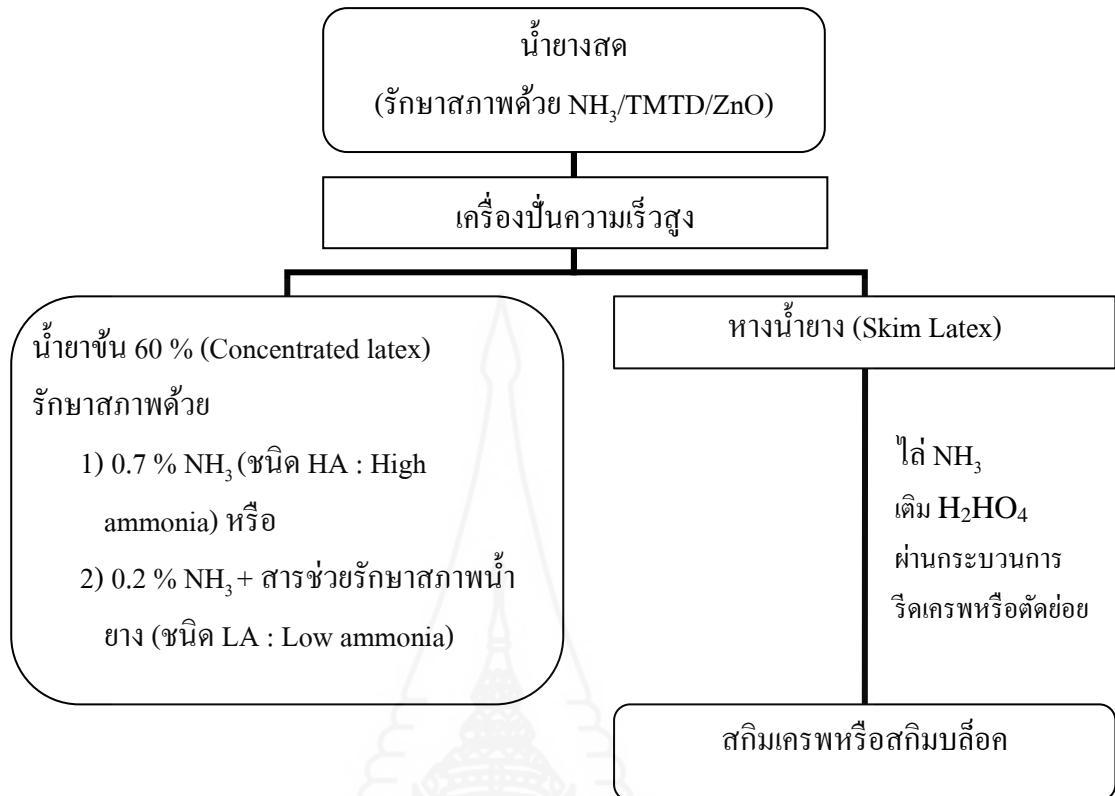 น้ำยางสด
(รักษาสภาพด้วย NH₃/TMTD/ZnO)
เครื่องปั่นความเร็วสูง
น้ำยาข้น 60 % (Concentrated latex)
รักษาสภาพด้วย
1) 0.7 % NH₃ (ชนิด HA : High
ammonia) หรือ
2) 0.2 % NH₃ + สารช่วยรักษาสภาพน้ำ
ยาง (ชนิด LA : Low ammonia)
หางน้ำยาง (Skim Latex)
ไล่ NH₃
เติม H₂HO₄
ผ่านกระบวนการ
รีดเครพหรือตัดย่อย
สกิมเครพหรือสกิมบล็อค